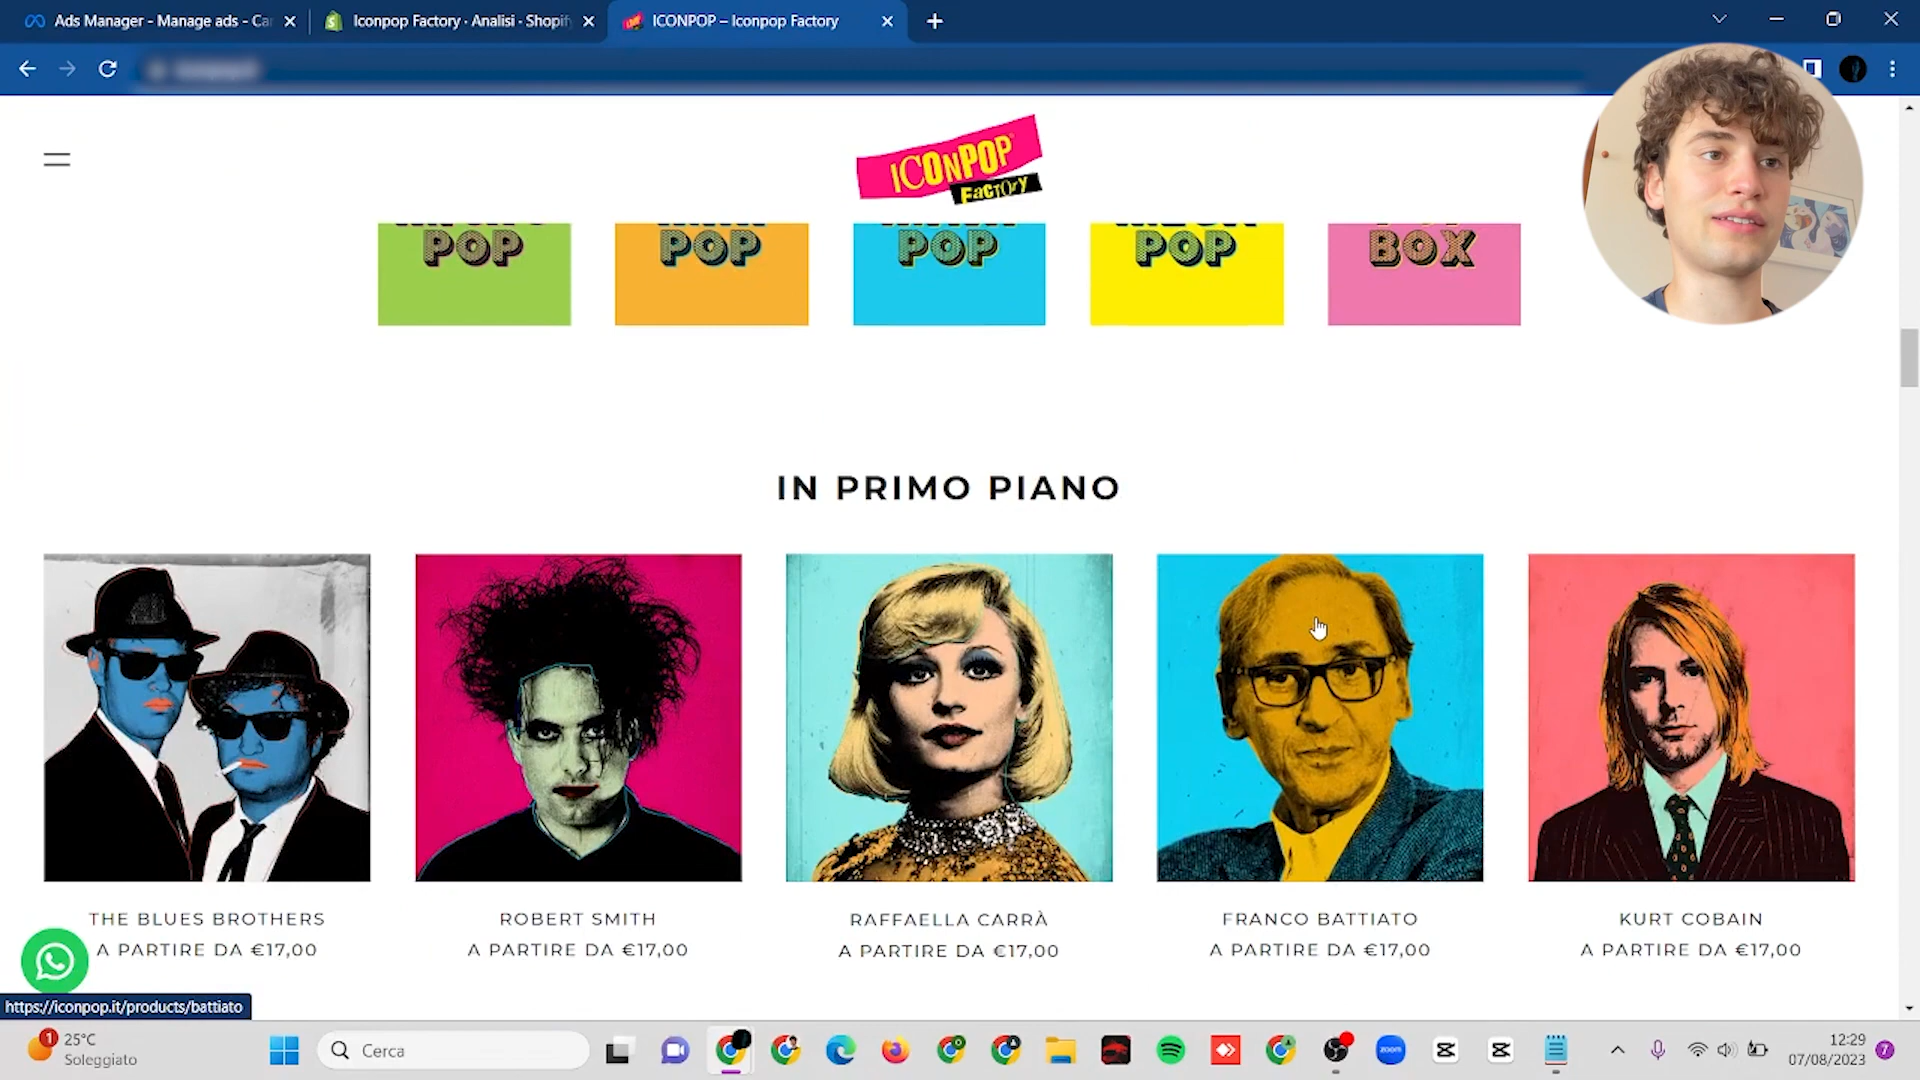 Ads Manager - Manage ads - Ca
Iconpop Factory · Analisi · Shopif
ICONPOP – Iconpop Factory
ICONPOP
FACTORY
POP
POP
POP
POP
BOX
IN PRIMO PIANO
THE BLUES BROTHERS
A PARTIRE DA €17,00
ROBERT SMITH
A PARTIRE DA €17,00
RAFFAELLA CARRÀ
A PARTIRE DA €17,00
FRANCO BATTIATO
A PARTIRE DA €17,00
KURT COBAIN
A PARTIRE DA €17,00
https://iconpop.it/products/battiato
1
25°C
Soleggiato
Cerca
zoom
12:29
07/08/2023
7